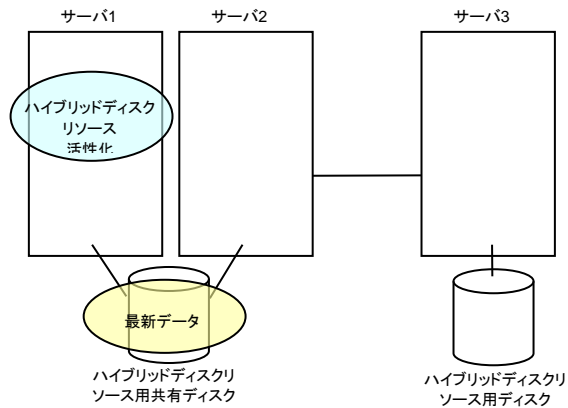 サーバ1
サーバ2
サーバ3
ハイブリッドディスク
リソース
活性化
最新データ
ハイブリッドディスクリ
ソース用共有ディスク
ハイブリッドディスクリ
ソース用ディスク